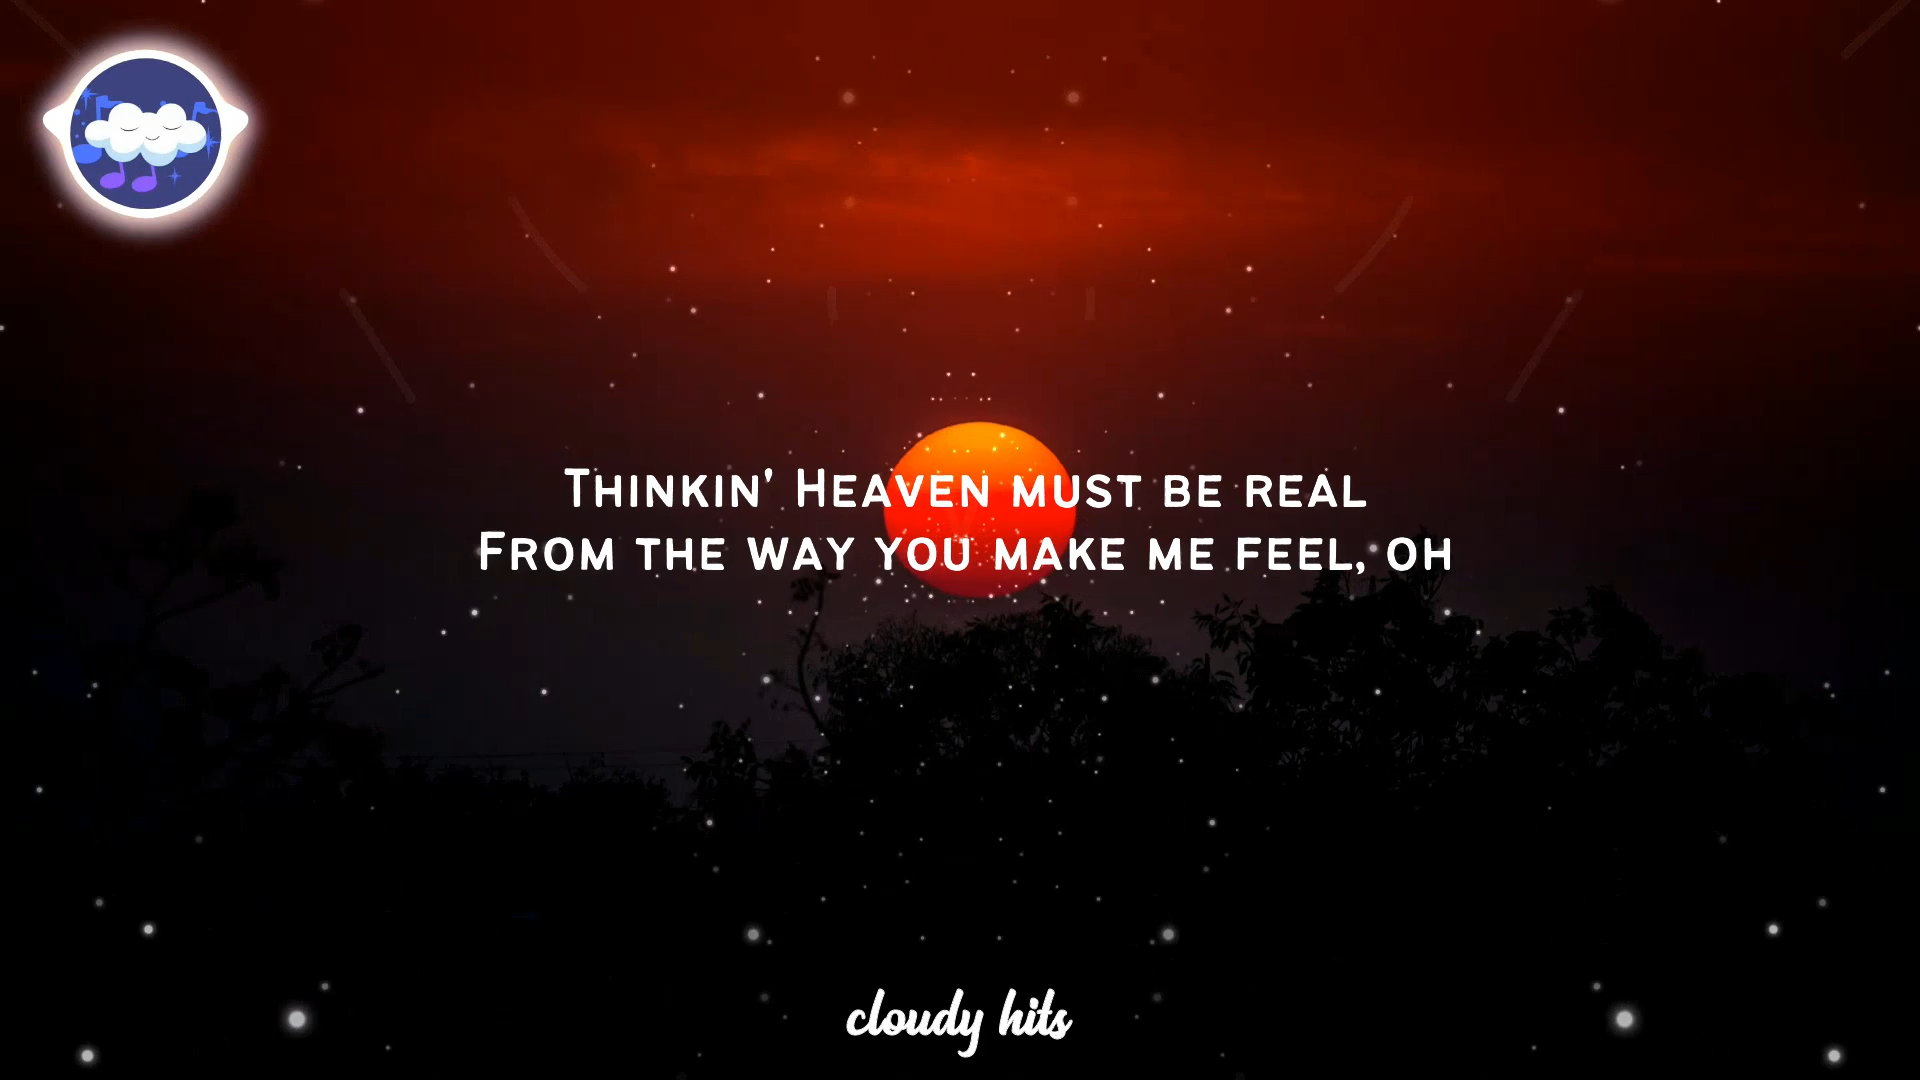 Thinkin' Heaven must be real
From the way you make me feel, oh
cloudy hits